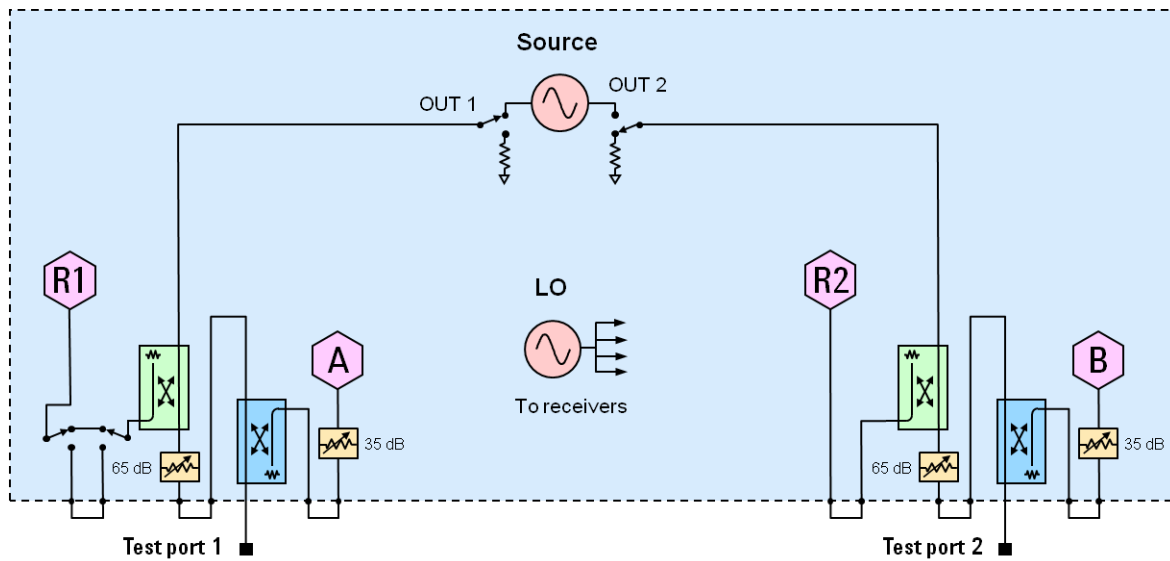 Source
OUT 1
OUT 2
R1
LO
R2
A
B
To receivers
65 dB
35 dB
65 dB
35 dB
Test port 1
Test port 2